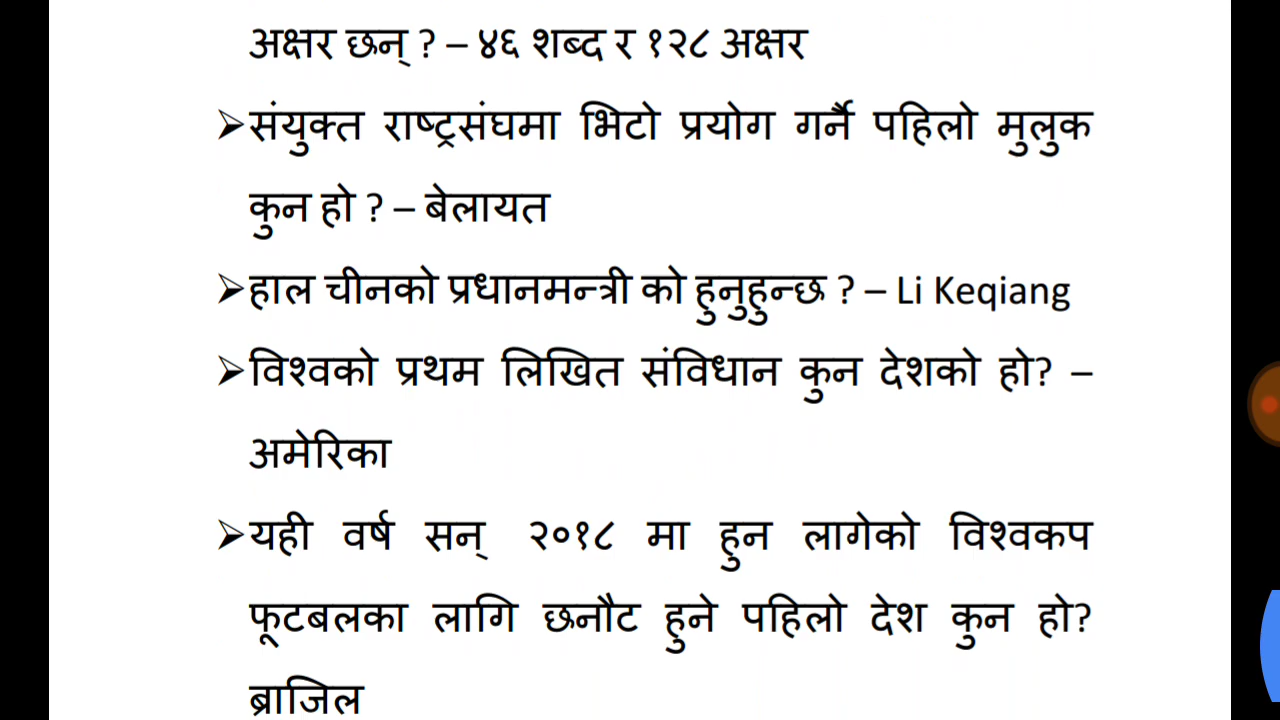 अक्षर छन् ? – ४६ शब्द र १२८ अक्षर
➢संयुक्त राष्ट्रसंघमा भिटो प्रयोग गर्ने पहिलो मुलुक
कुन हो ? – बेलायत
➢हाल चीनको प्रधानमन्त्री को हुनुहुन्छ ? – Li Keqiang
➢विश्वको प्रथम लिखित संविधान कुन देशको हो? –
अमेरिका
➢यही वर्ष सन् २०१८ मा हुन लागेको विश्वकप
फूटबलका लागि छनौट हुने पहिलो देश कुन हो?
ब्राजिल